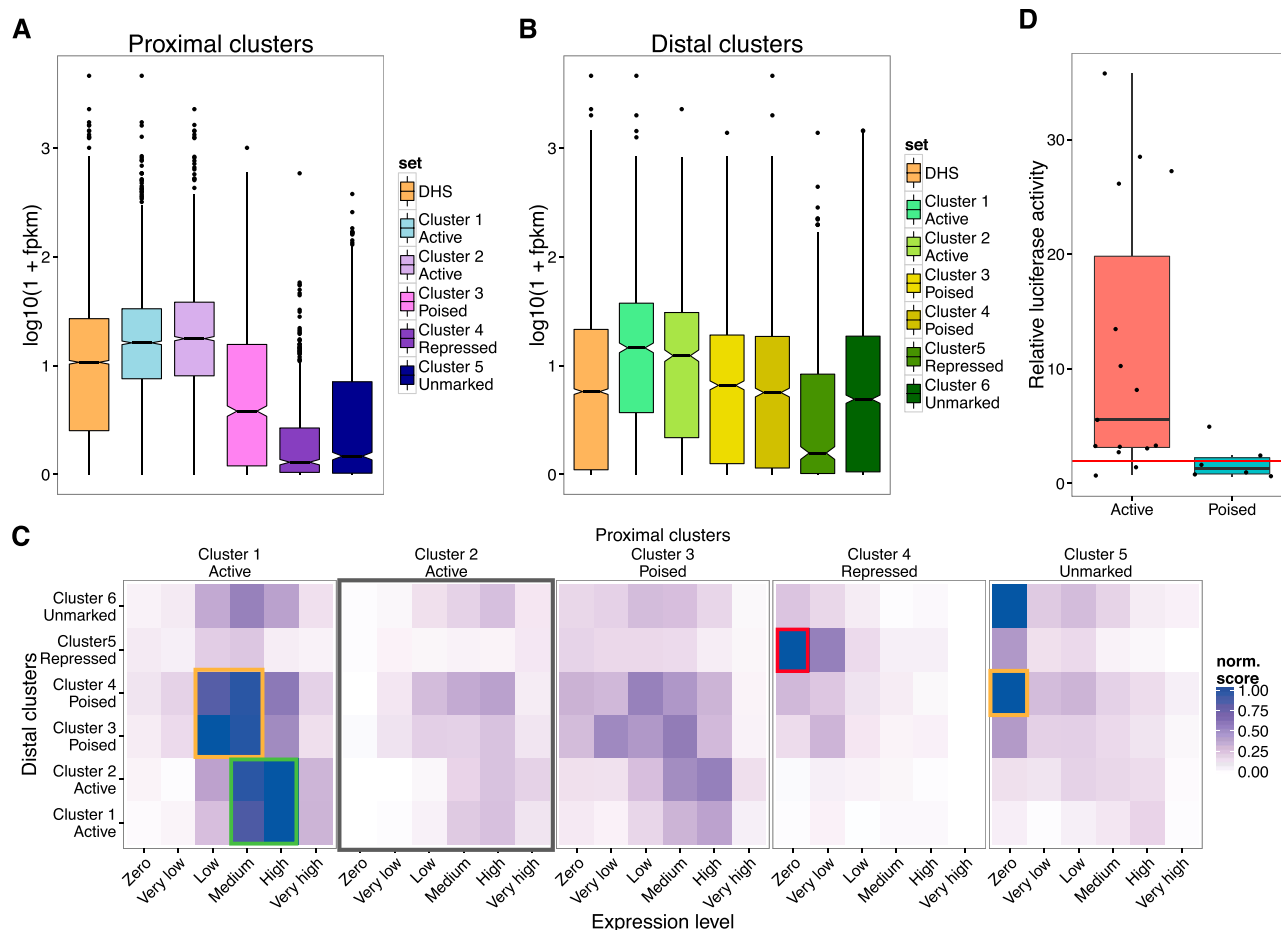 A
Proximal clusters
log10(1 + fpkm)
3
2
1
0
set
DHS
Cluster 1
Active
Cluster 2
Active
Cluster 3
Poised
Cluster 4
Repressed
Cluster 5
Unmarked
B
Distal clusters
log10(1 + fpkm)
3
2
1
0
set
DHS
Cluster 1
Active
Cluster 2
Active
Cluster 3
Poised
Cluster 4
Poised
Cluster5
Repressed
Cluster 6
Unmarked
D
Relative luciferase activity
30
20
10
0
Active
Poised
C
Proximal clusters
Cluster 1
Active
Cluster 2
Active
Cluster 3
Poised
Cluster 4
Repressed
Cluster 5
Unmarked
Distal clusters
Cluster 6
Unmarked
Cluster5
Repressed
Cluster 4
Poised
Cluster 3
Poised
Cluster 2
Active
Cluster 1
Active
Zero
Very low
Low
Medium
High
Very high
Zero
Very low
Low
Medium
High
Very high
Zero
Very low
Low
Medium
High
Very high
Zero
Very low
Low
Medium
High
Very high
Zero
Very low
Low
Medium
High
Very high
Expression level
norm.
score
1.00
0.75
0.50
0.25
0.00